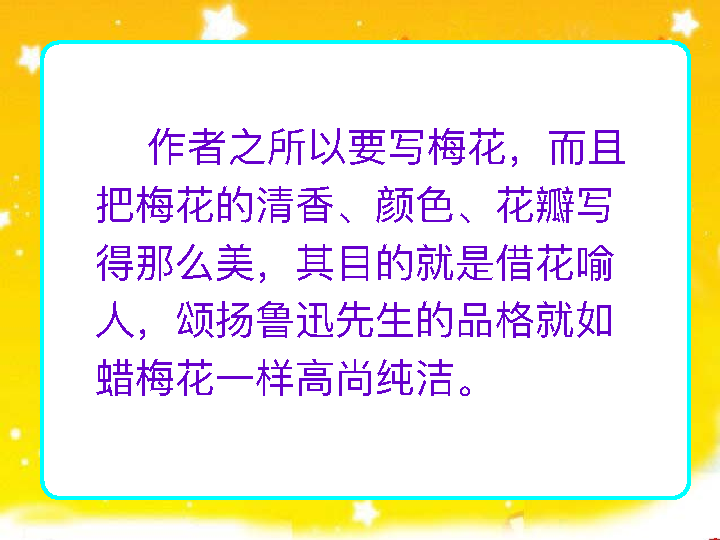 作者之所以要写梅花，而且
把梅花的清香、颜色、花瓣写
得那么美，其目的就是借花喻
人，颂扬鲁迅先生的品格就如
蜡梅花一样高尚纯洁。